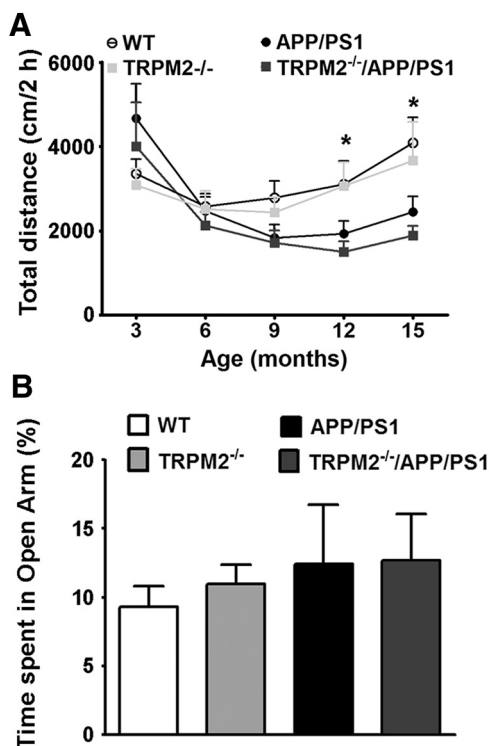 A
WT APP/PS1
TRPM2-/- TRPM2-/-/APP/PS1
Total distance (cm/2 h)
6000
4000
2000
0
* *
3 6 9 12 15
Age (months)
B
WT APP/PS1
TRPM2-/- TRPM2-/-/APP/PS1
Time spent in Open Arm (%)
20
15
10
5
0